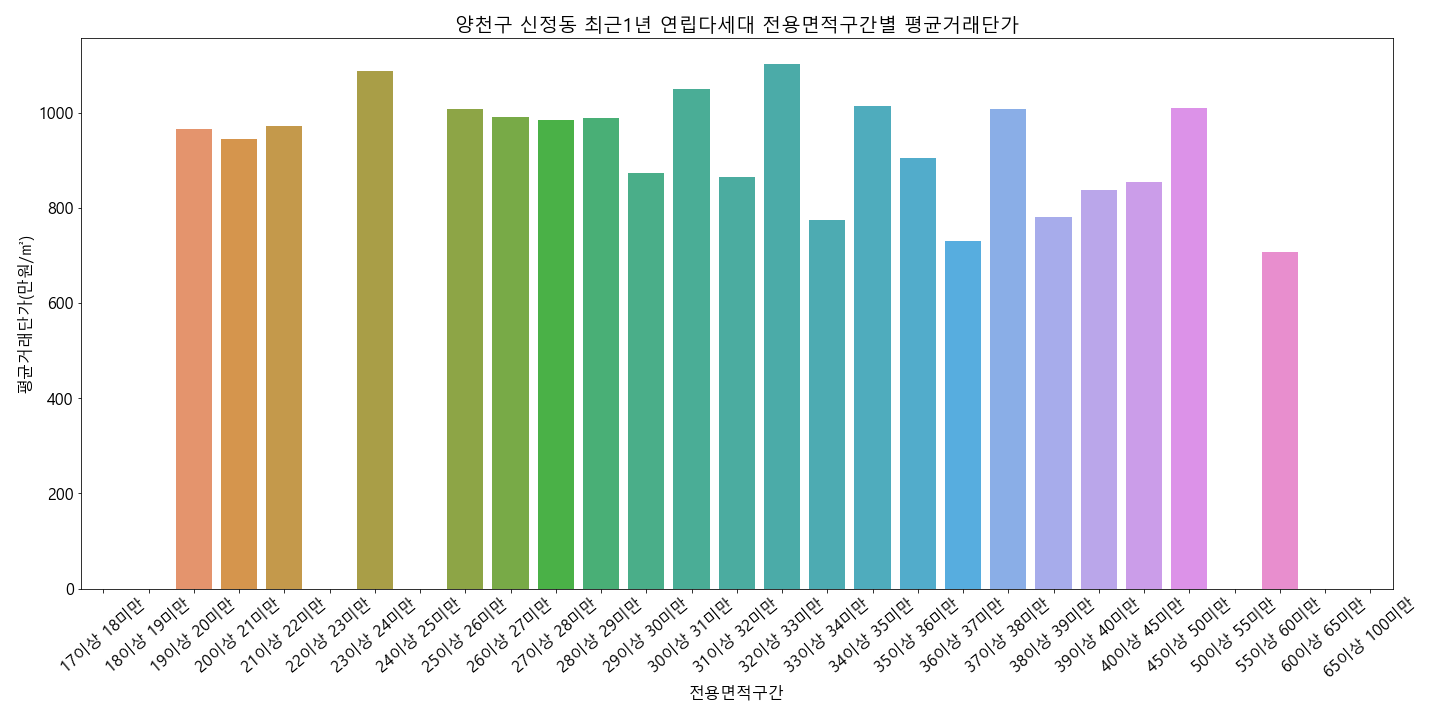 양천구 신정동 최근1년 연립다세대 전용면적구간별 평균거래단가
평균거래단가(만원/㎡)
1000
800
600
400
200
0
17이상 18미만
18이상 19미만
19이상 20미만
20이상 21미만
21이상 22미만
22이상 23미만
23이상 24미만
24이상 25미만
25이상 26미만
26이상 27미만
27이상 28미만
28이상 29미만
29이상 30미만
30이상 31미만
31이상 32미만
32이상 33미만
33이상 34미만
34이상 35미만
35이상 36미만
36이상 37미만
37이상 38미만
38이상 39미만
39이상 40미만
40이상 45미만
45이상 50미만
50이상 55미만
55이상 60미만
60이상 65미만
65이상 100미만
전용면적구간